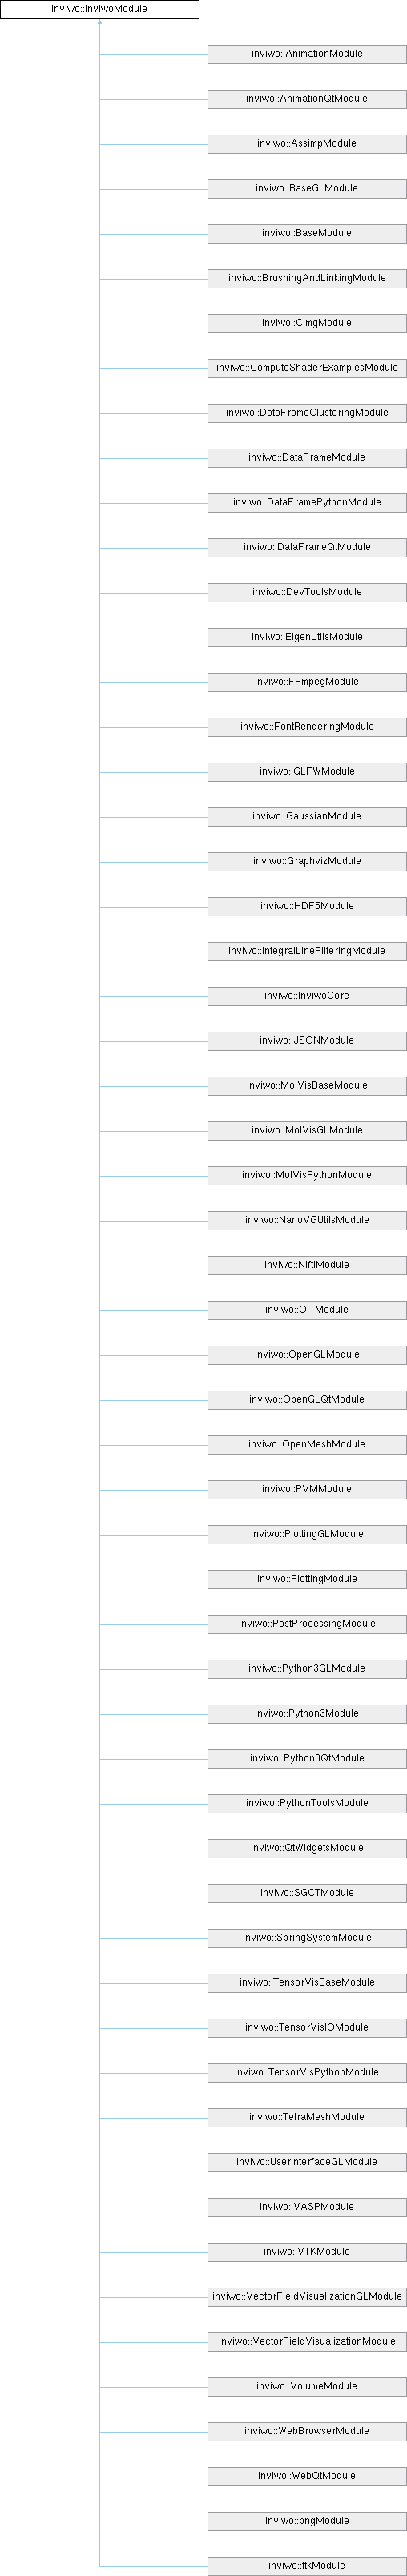 inviwo::InviwoModule
inviwo::AnimationModule
inviwo::AnimationQtModule
inviwo::AssimpModule
inviwo::BaseGLModule
inviwo::BaseModule
inviwo::BrushingAndLinkingModule
inviwo::CImgModule
inviwo::ComputeShaderExamplesModule
inviwo::DataFrameClusteringModule
inviwo::DataFrameModule
inviwo::DataFramePythonModule
inviwo::DataFrameQtModule
inviwo::DevToolsModule
inviwo::EigenUtilsModule
inviwo::FFmpegModule
inviwo::FontRenderingModule
inviwo::GLFWModule
inviwo::GaussianModule
inviwo::GraphvizModule
inviwo::HDF5Module
inviwo::IntegralLineFilteringModule
inviwo::InviwoCore
inviwo::JSONModule
inviwo::MolVisBaseModule
inviwo::MolVisGLModule
inviwo::MolVisPythonModule
inviwo::NanoVGUtilsModule
inviwo::NiftiModule
inviwo::OITModule
inviwo::OpenGLModule
inviwo::OpenGLQtModule
inviwo::OpenMeshModule
inviwo::PVMModule
inviwo::PlottingGLModule
inviwo::PlottingModule
inviwo::PostProcessingModule
inviwo::Python3GLModule
inviwo::Python3Module
inviwo::Python3QtModule
inviwo::PythonToolsModule
inviwo::QtWidgetsModule
inviwo::SGCTModule
inviwo::SpringSystemModule
inviwo::TensorVisBaseModule
inviwo::TensorVisIOModule
inviwo::TensorVisPythonModule
inviwo::TetraMeshModule
inviwo::UserInterfaceGLModule
inviwo::VASPModule
inviwo::VTKModule
inviwo::VectorFieldVisualizationGLModule
inviwo::VectorFieldVisualizationModule
inviwo::VolumeModule
inviwo::WebBrowserModule
inviwo::WebQtModule
inviwo::pngModule
inviwo::ttkModule